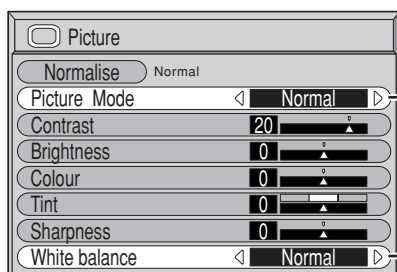 Picture
Normalise Normal
Picture Mode Normal
Contrast 20
Brightness 0
Colour 0
Tint 0
Sharpness 0
White balance Normal